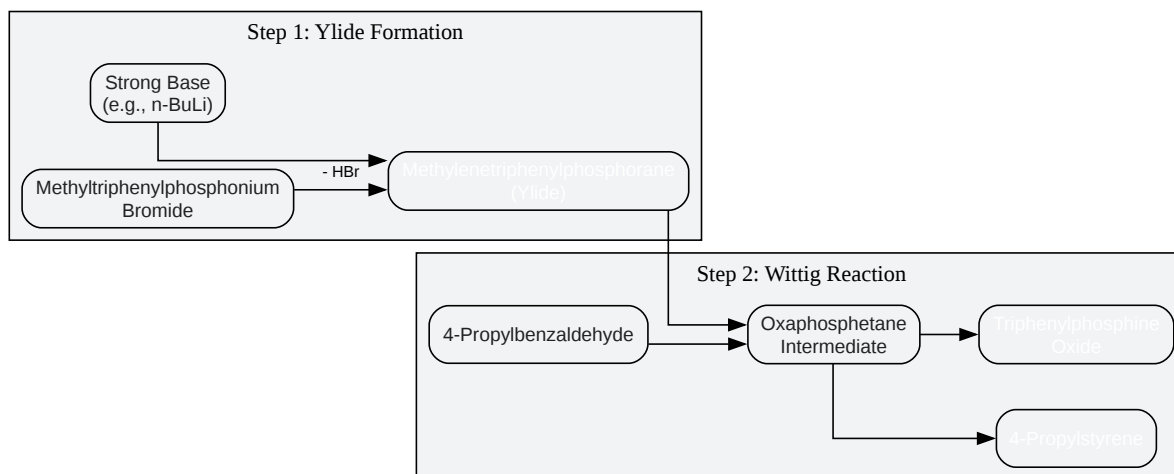 Step 1: Ylide Formation
Strong Base
(e.g., n-BuLi)
- HBr
Methylenetriphenylphosphorane
(Ylide)
Methyltriphenylphosphonium
Bromide
Step 2: Wittig Reaction
4-Propylbenzaldehyde
Oxaphosphetane
Intermediate
Triphenylphosphine
Oxide
4-Propylstyrene